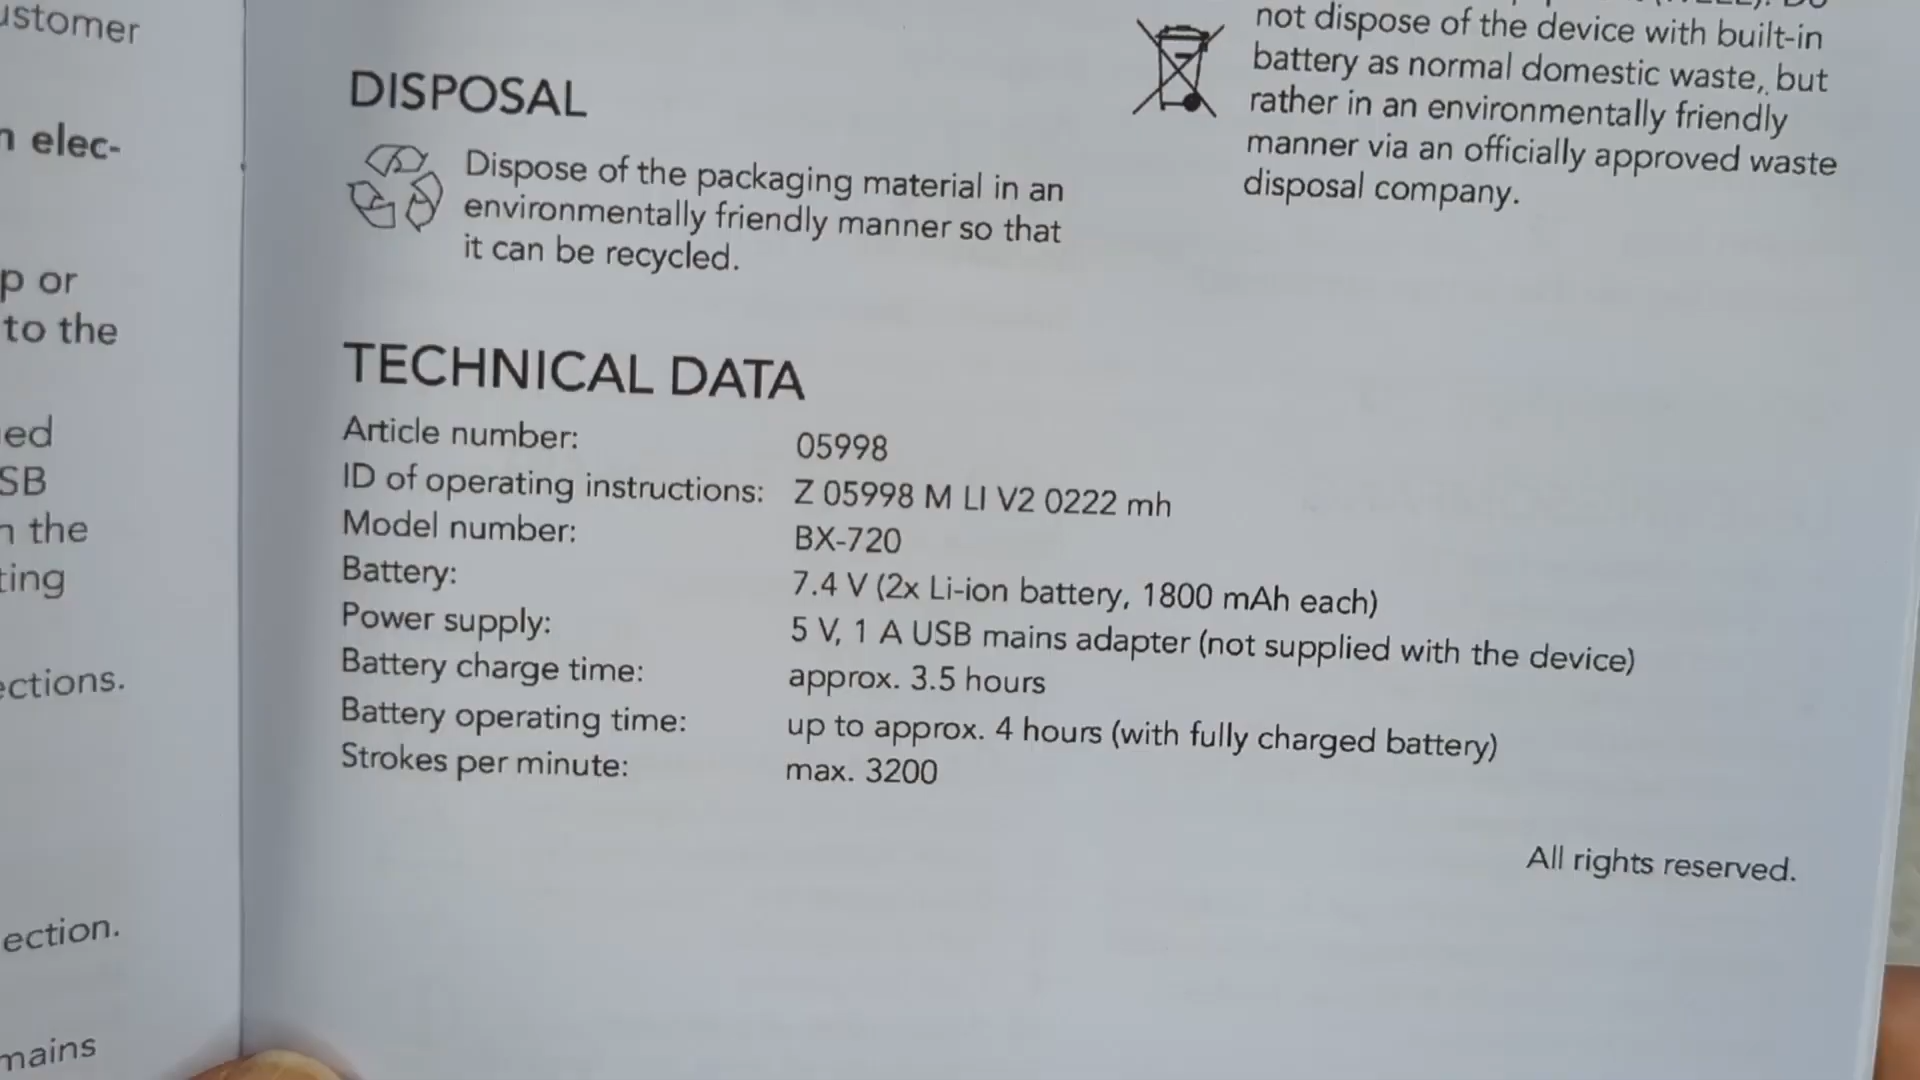 ustomer
n elec-
p or
to the
ed
SB
n the
ting
ections.
ection.
mains
DISPOSAL
Dispose of the packaging material in an
environmentally friendly manner so that
it can be recycled.
not dispose of the device with built-in
battery as normal domestic waste, but
rather in an environmentally friendly
manner via an officially approved waste
disposal company.
TECHNICAL DATA
Article number: 05998
ID of operating instructions: Z 05998 M LI V2 0222 mh
Model number: BX-720
Battery: 7.4 V (2x Li-ion battery, 1800 mAh each)
Power supply: 5 V, 1 A USB mains adapter (not supplied with the device)
Battery charge time: approx. 3.5 hours
Battery operating time: up to approx. 4 hours (with fully charged battery)
Strokes per minute: max. 3200
All rights reserved.